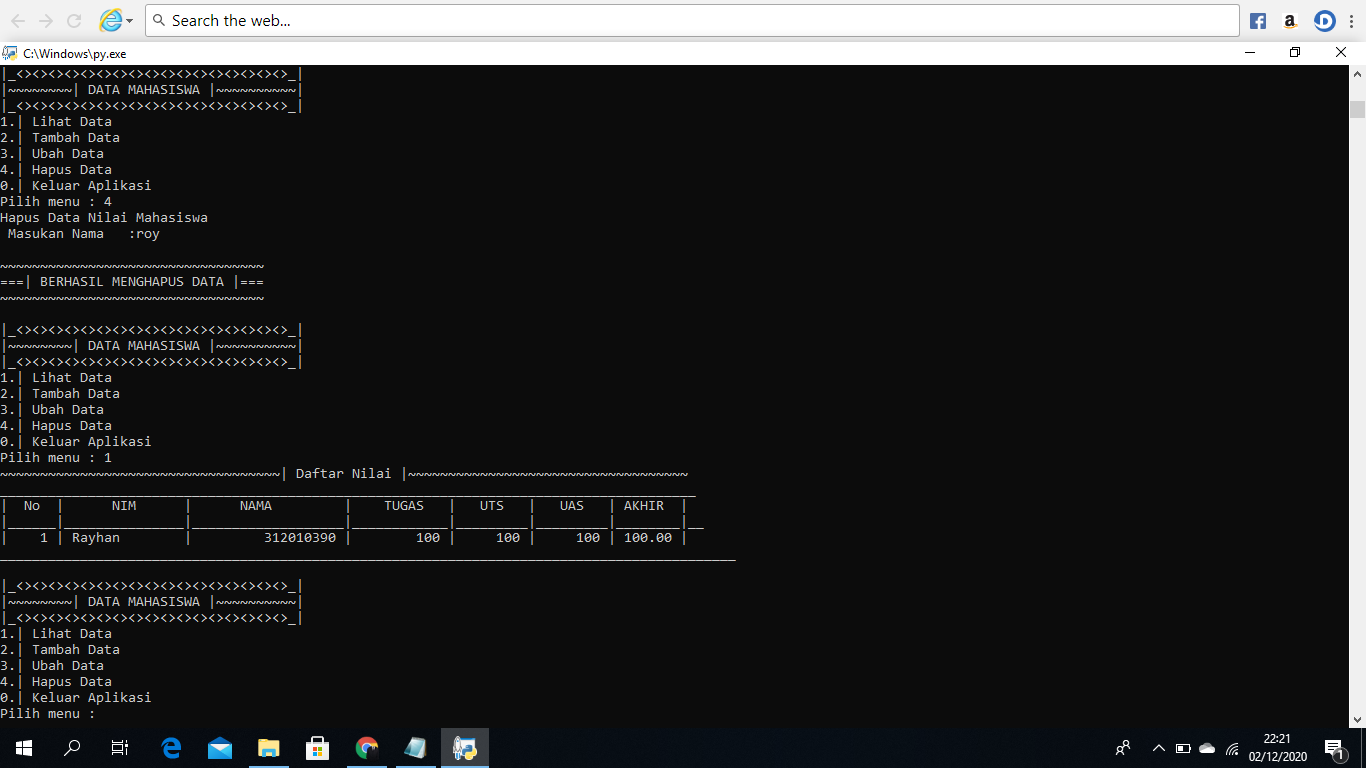 Search the web...
C:\Windows\py.exe
|_<><><><><><><><><><><><><><><><><>_|
|~~~~~~~~| DATA MAHASISWA |~~~~~~~~~~|
|_<><><><><><><><><><><><><><><><><>_|
1.| Lihat Data
2.| Tambah Data
3.| Ubah Data
4.| Hapus Data
0.| Keluar Aplikasi
Pilih menu : 4
Hapus Data Nilai Mahasiswa
Masukan Nama :roy
~~~~~~~~~~~~~~~~~~~~~~~~~~~~~~~~~
===| BERHASIL MENGHAPUS DATA |===
~~~~~~~~~~~~~~~~~~~~~~~~~~~~~~~~~
|_<><><><><><><><><><><><><><><><><>_|
|~~~~~~~~| DATA MAHASISWA |~~~~~~~~~~|
|_<><><><><><><><><><><><><><><><><>_|
1.| Lihat Data
2.| Tambah Data
3.| Ubah Data
4.| Hapus Data
0.| Keluar Aplikasi
Pilih menu : 1
~~~~~~~~~~~~~~~~~~~~~~~~~~~~~~~~~~~| Daftar Nilai |~~~~~~~~~~~~~~~~~~~~~~~~~~~~~~~~~~~
| No | NIM | NAMA | TUGAS | UTS | UAS | AKHIR |
| 1 | Rayhan | 312010390 | 100 | 100 | 100 | 100.00 |
|_<><><><><><><><><><><><><><><><><>_|
|~~~~~~~~| DATA MAHASISWA |~~~~~~~~~~|
|_<><><><><><><><><><><><><><><><><>_|
1.| Lihat Data
2.| Tambah Data
3.| Ubah Data
4.| Hapus Data
0.| Keluar Aplikasi
Pilih menu :
22:21
02/12/2020
1